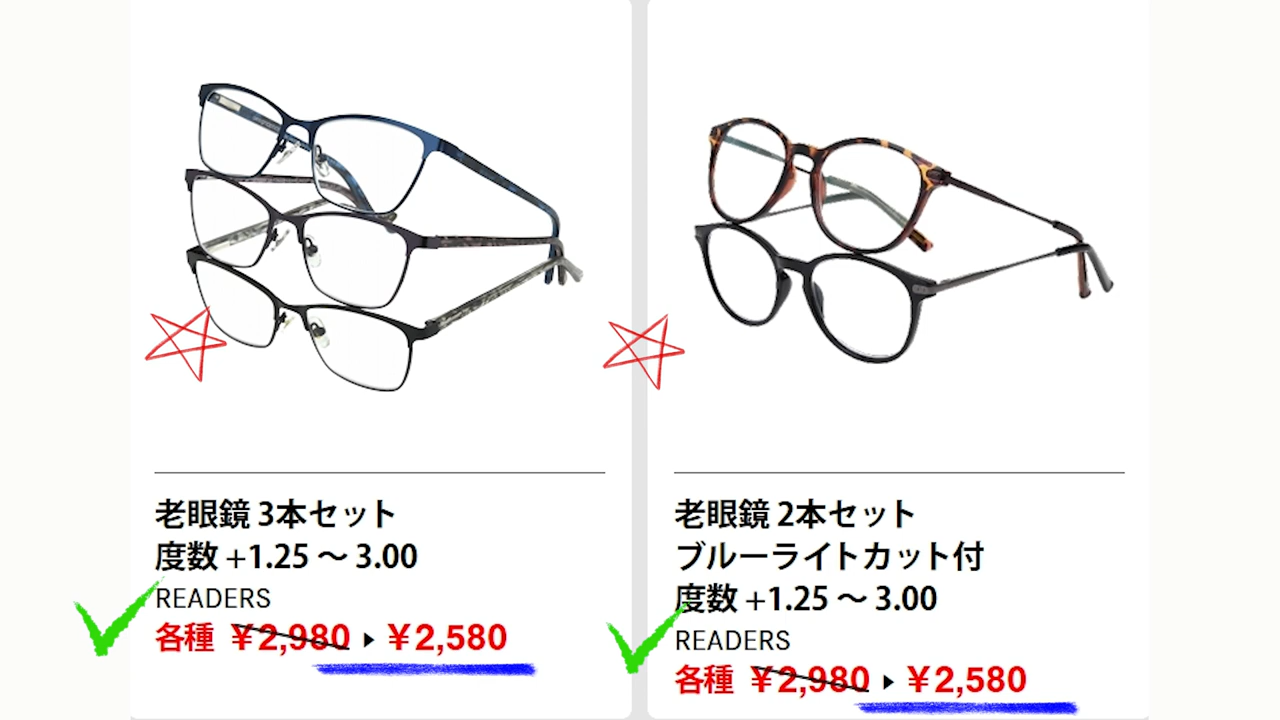 老眼鏡 3本セット
度数 +1.25 ～ 3.00
READERS
各種 ￥2,980 ▶ ￥2,580
老眼鏡 2本セット
ブルーライトカット付
度数 +1.25 ～ 3.00
READERS
各種 ￥2,980 ▶ ￥2,580